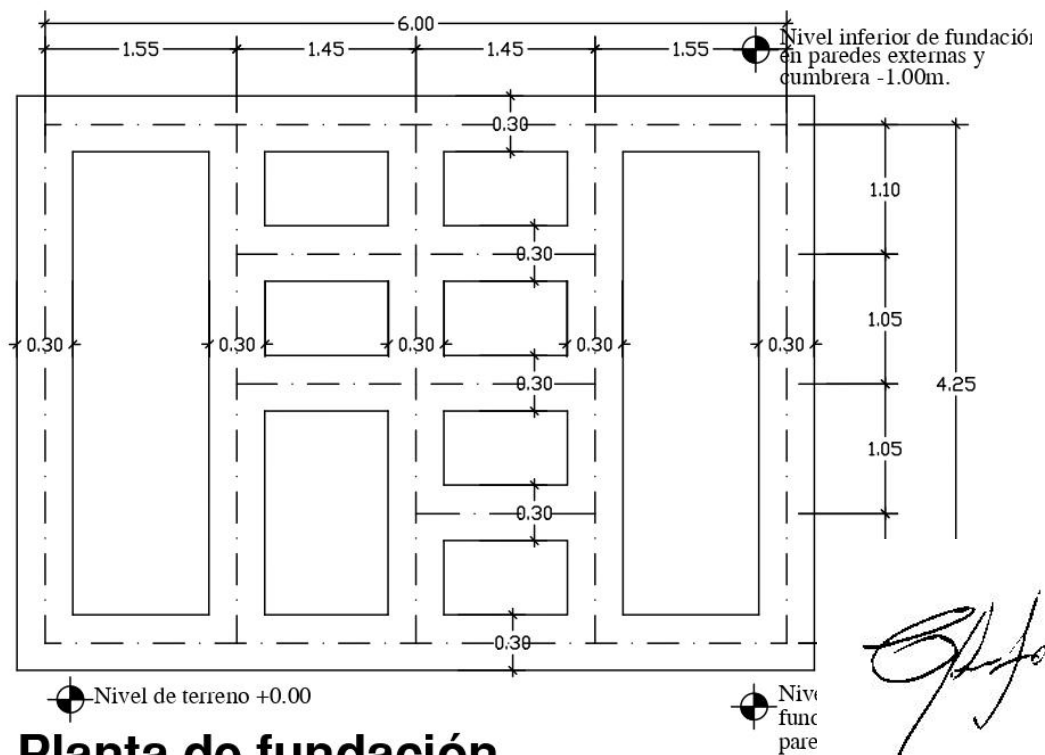 6.00
1.55 1.45 1.45 1.55
Nivel inferior de fundación
en paredes externas y
cumbrera -1.00m.
0.30
1.10
0.30
1.05
0.30 0.30 0.30 0.30 0.30
0.30
4.25
1.05
0.30
0.30
Nivel de terreno +0.00
Planta de fundación